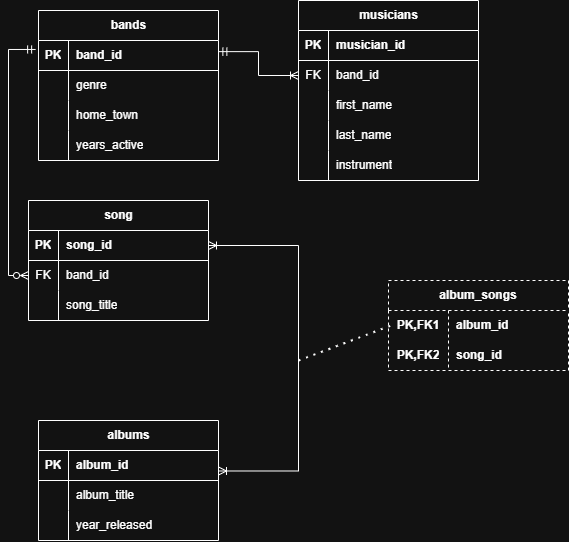 bands
PK band_id
genre
home_town
years_active
musicians
PK musician_id
FK band_id
first_name
last_name
instrument
song
PK song_id
FK band_id
song_title
album_songs
PK,FK1 album_id
PK,FK2 song_id
albums
PK album_id
album_title
year_released